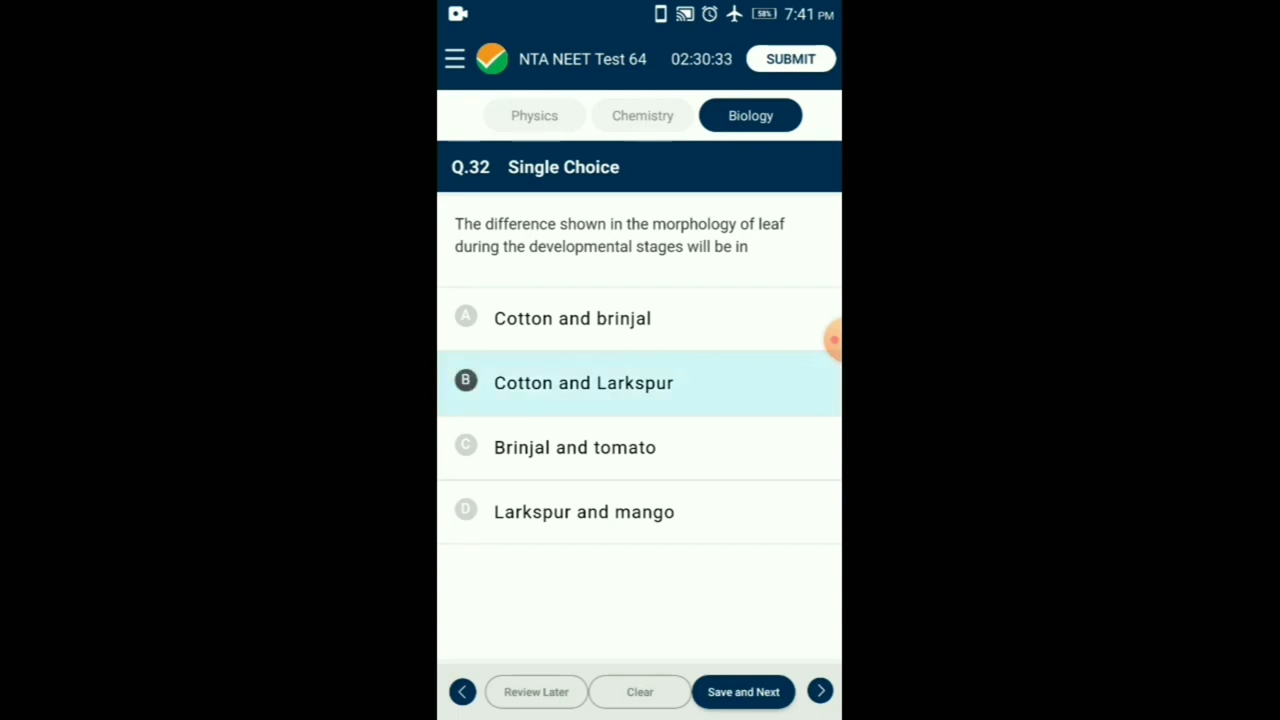 58% 7:41 PM
NTA NEET Test 64 02:30:33 SUBMIT
Physics Chemistry Biology
Q.32 Single Choice
The difference shown in the morphology of leaf
during the developmental stages will be in
A Cotton and brinjal
B Cotton and Larkspur
C Brinjal and tomato
D Larkspur and mango
Review Later Clear Save and Next